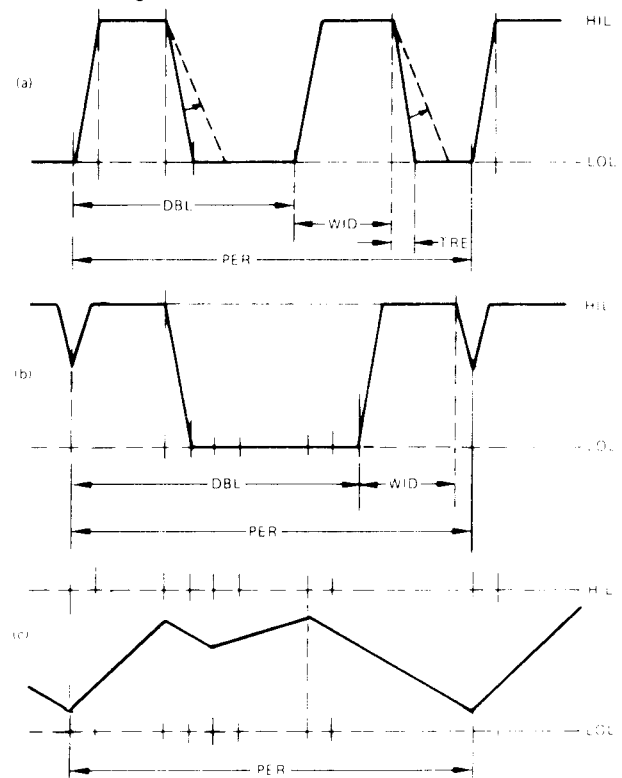 HIL
(a)
LOL
DBL
WID
TRE
PER
HIL
(b)
LOL
DBL
WID
PER
HIL
(c)
LOL
PER